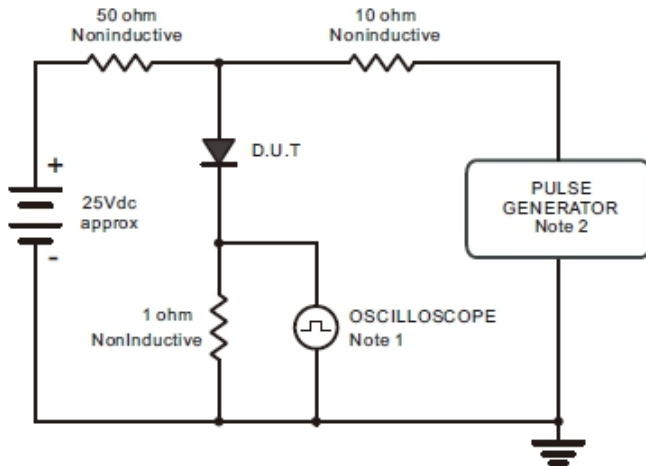 50 ohm
Noninductive
10 ohm
Noninductive
D.U.T
+
25Vdc
approx
-
PULSE
GENERATOR
Note 2
1 ohm
NonInductive
OSCILLOSCOPE
Note 1